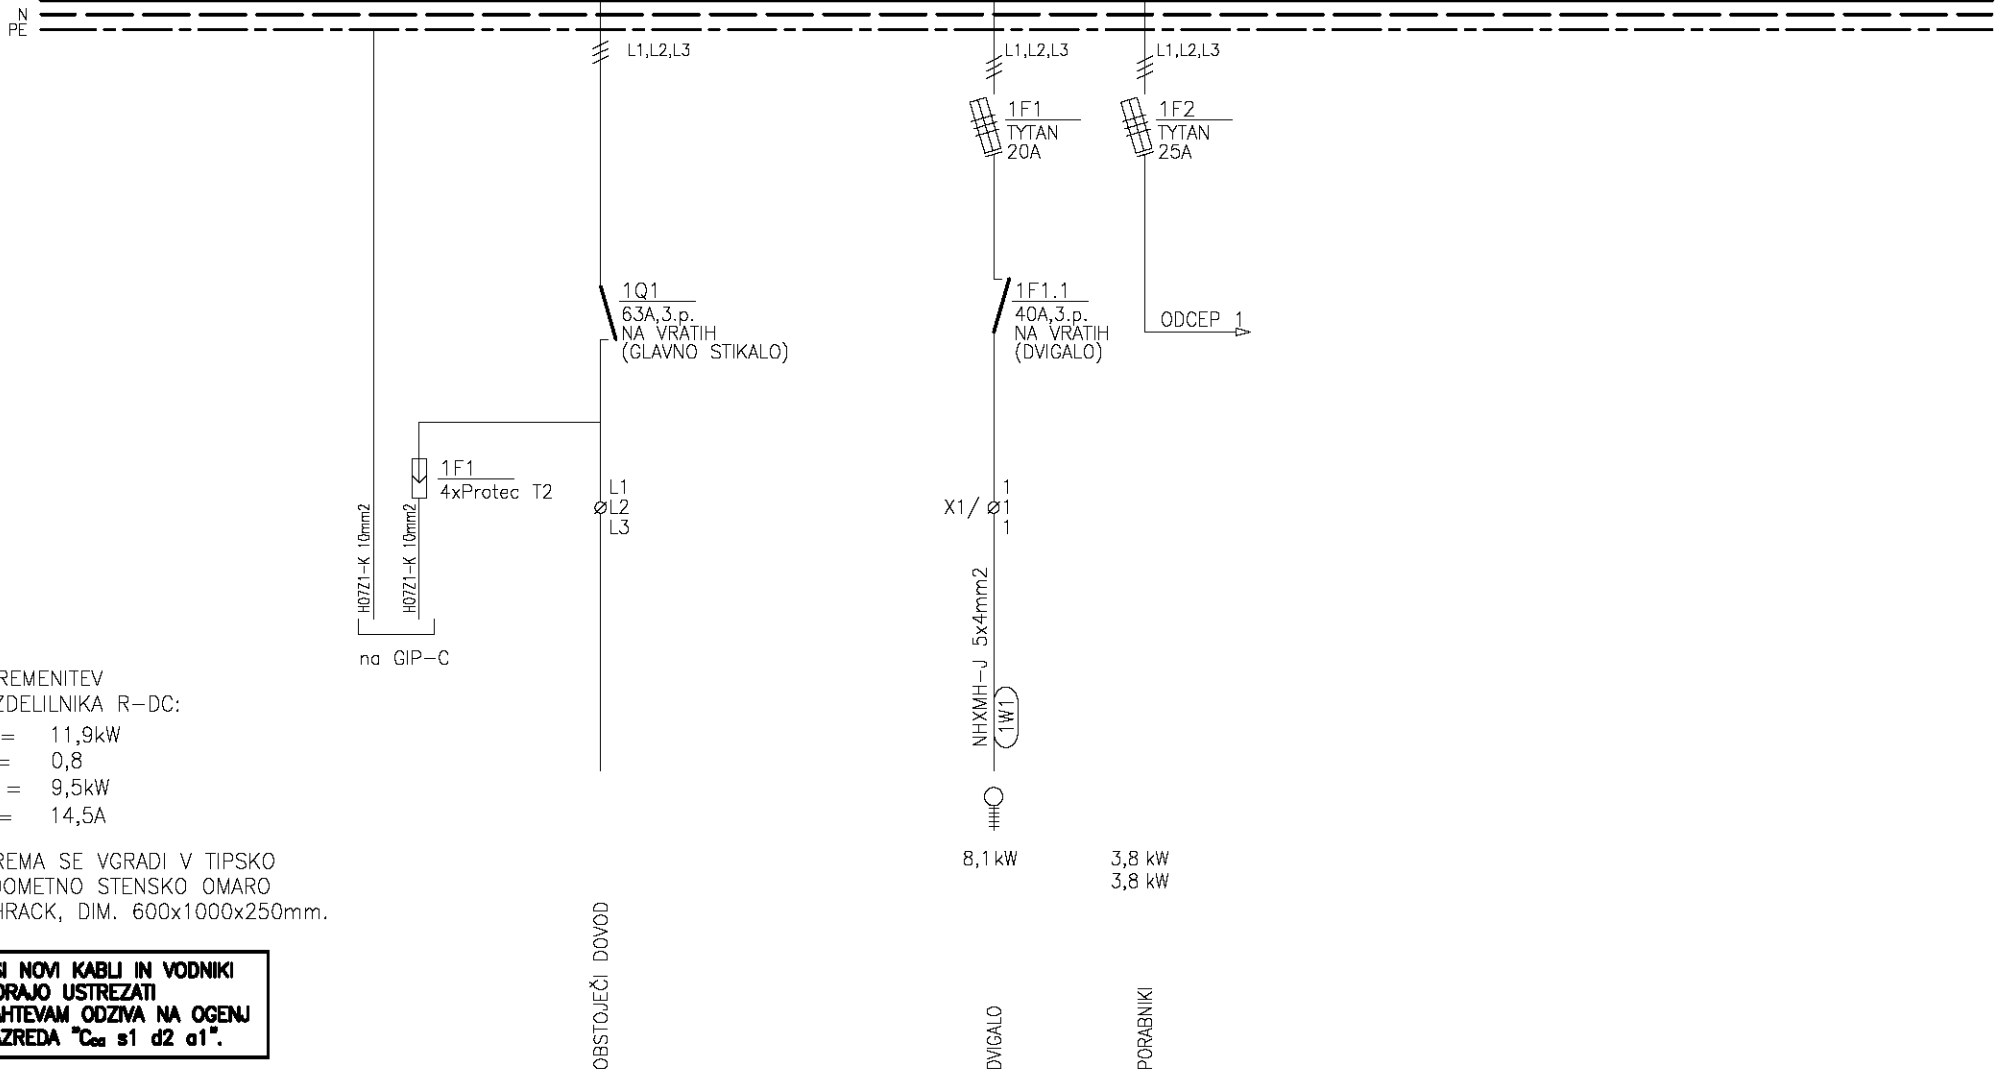 N
PE
L1,L2,L3
L1,L2,L3
L1,L2,L3
1F1
TYTAN
20A
1F2
TYTAN
25A
1Q1
63A,3.p.
NA VRATIH
(GLAVNO STIKALO)
1F1.1
40A,3.p.
NA VRATIH
(DVIGALO)
ODCEP 1
1F1
4xProtec T2
L1
L2
L3
X1/
1
1
1
H07Z1-K 10mm2
H07Z1-K 10mm2
na GIP-C
NHXMH-J 5x4mm2
1W1
REMENITEV
ZDELILNIKA R-DC:
= 11,9kW
= 0,8
= 9,5kW
= 14,5A
REMA SE VGRADI V TIPSKO
DOMETNO STENSKO OMARO
HRACK, DIM. 600x1000x250mm.
8,1 kW
3,8 kW
3,8 kW
SI NOVI KABLI IN VODNIKI
ORAJO USTREZATI
AHTEVAM ODZIVA NA OGENJ
AZREDA "Cca s1 d2 a1".
OBSTOJEČI DOVOD
DVIGALO
PORABNIKI